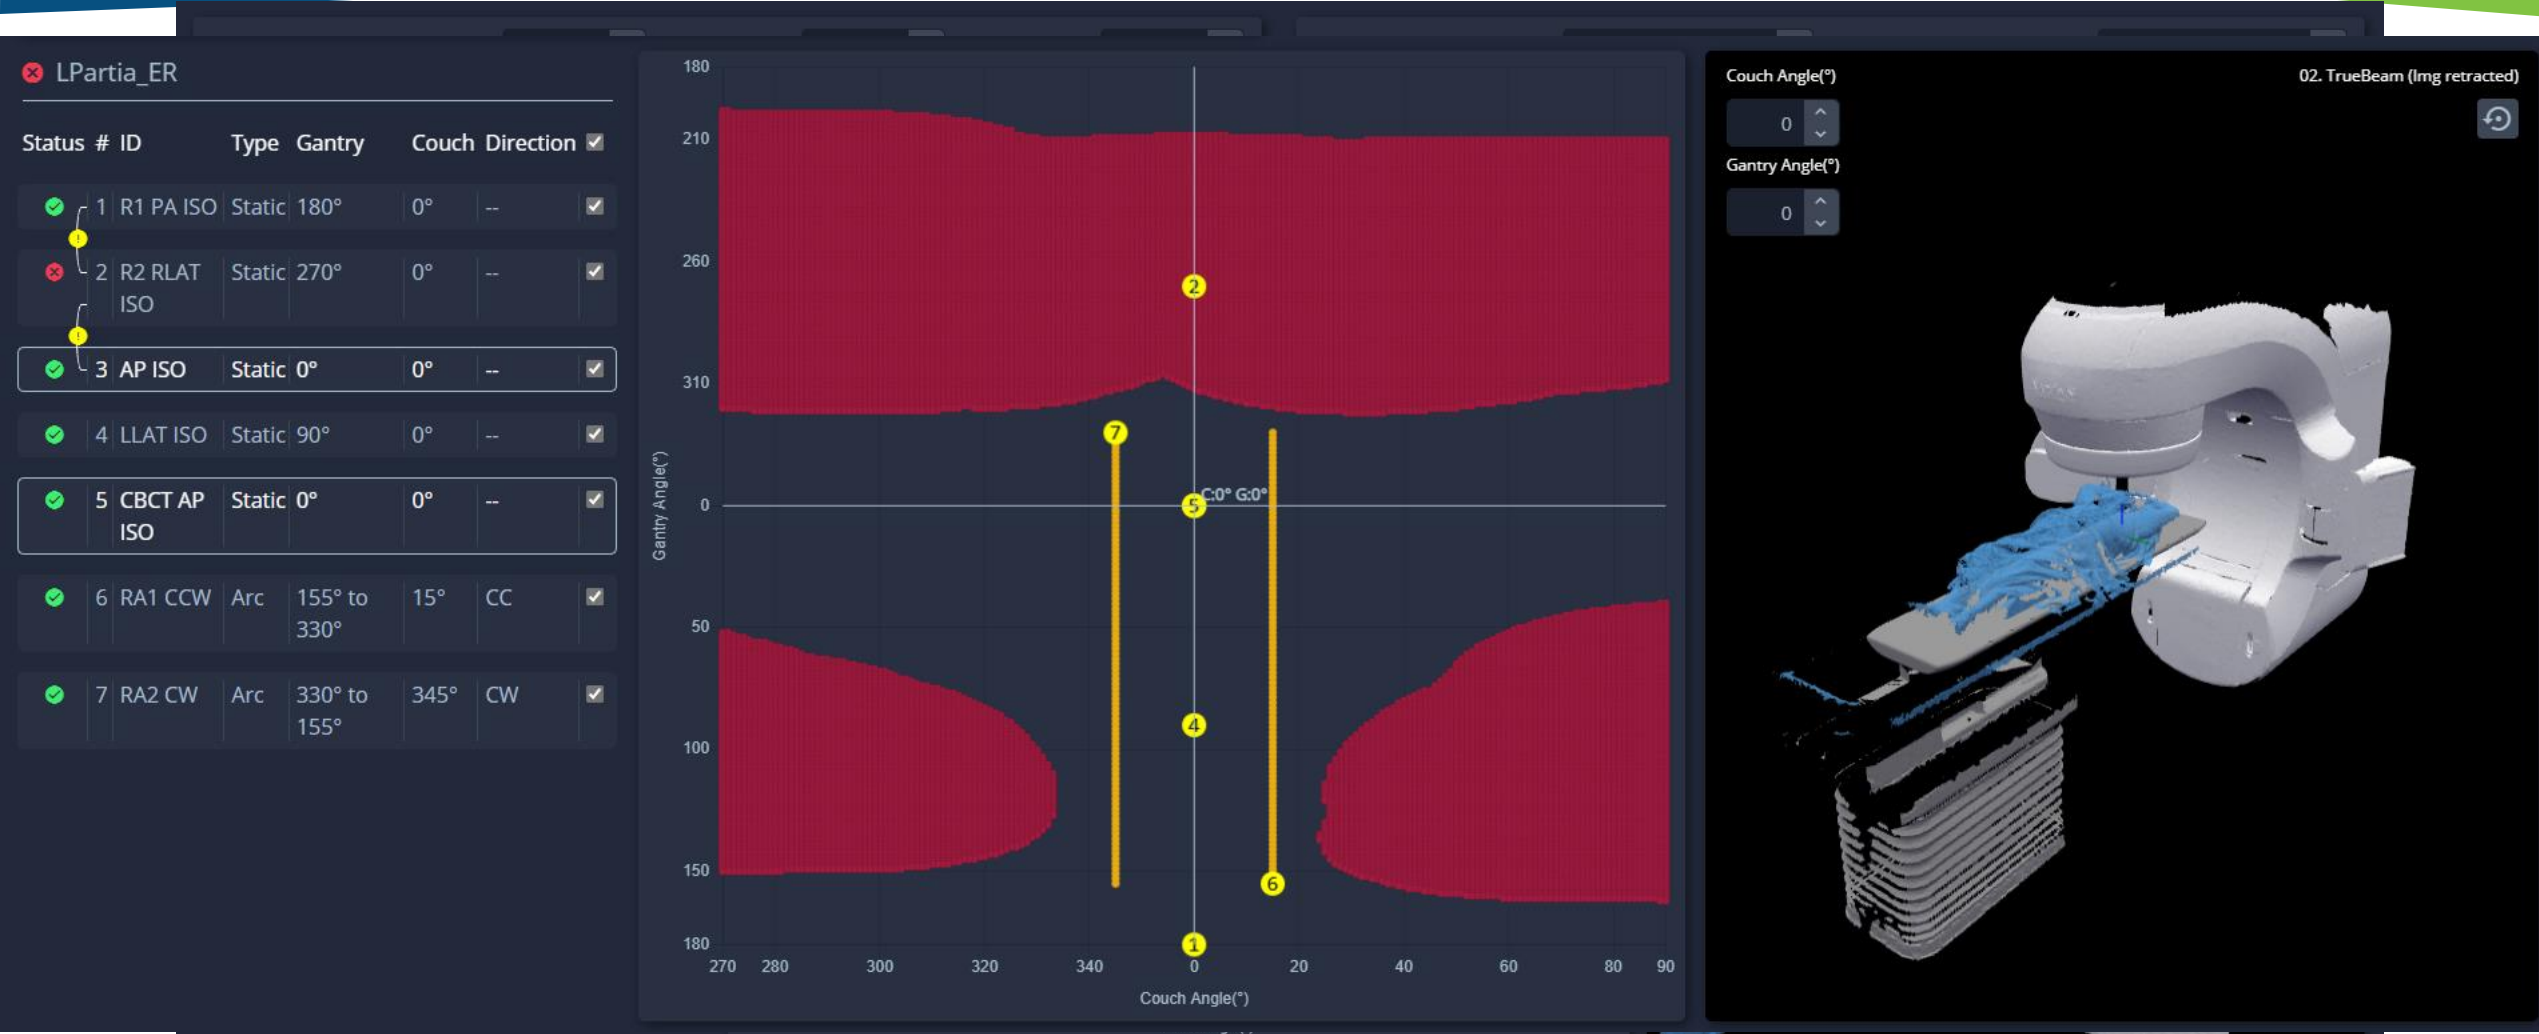 LPartia_ER
Status # ID Type Gantry Couch Direction
1 R1 PA ISO Static 180° 0° --
!
2 R2 RLAT ISO Static 270° 0° --
!
3 AP ISO Static 0° 0° --
4 LLAT ISO Static 90° 0° --
5 CBCT AP ISO Static 0° 0° --
6 RA1 CCW Arc 155° to 330° 15° CC
7 RA2 CW Arc 330° to 155° 345° CW
180
210
260
310
0
50
100
150
180
Gantry Angle(°)
2
7
5 C:0° G:0°
4
6
1
270 280 300 320 340 0 20 40 60 80 90
Couch Angle(°)
Couch Angle(°)
0
Gantry Angle(°)
0
02. TrueBeam (Img retracted)